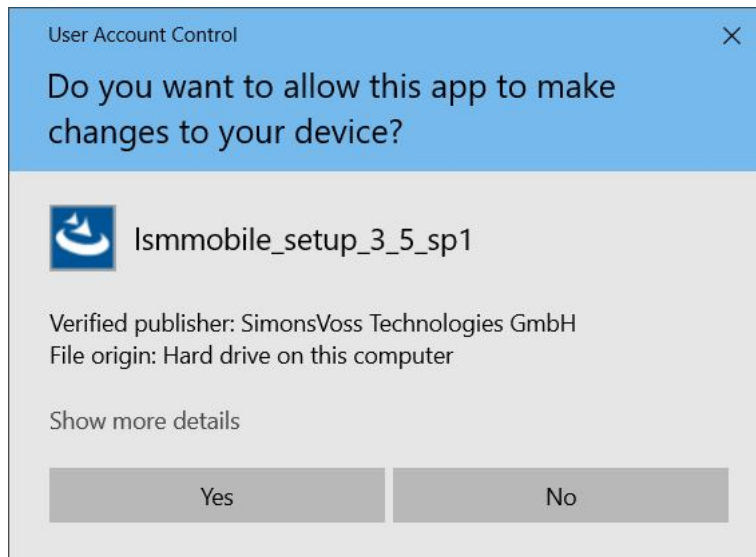 User Account Control
Do you want to allow this app to make
changes to your device?
lsmmobile_setup_3_5_sp1
Verified publisher: SimonsVoss Technologies GmbH
File origin: Hard drive on this computer
Show more details
Yes
No